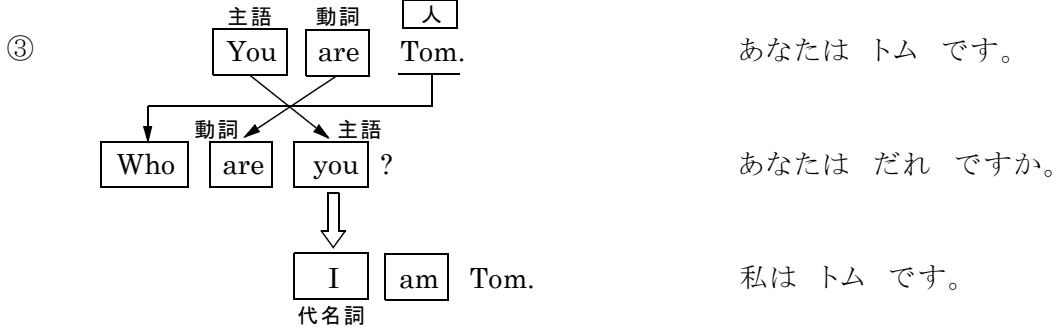 主語 動詞 人
③ You are Tom. あなたは トム です。
動詞 主語
Who are you ? あなたは だれ ですか。
I am Tom. 私は トム です。
代名詞